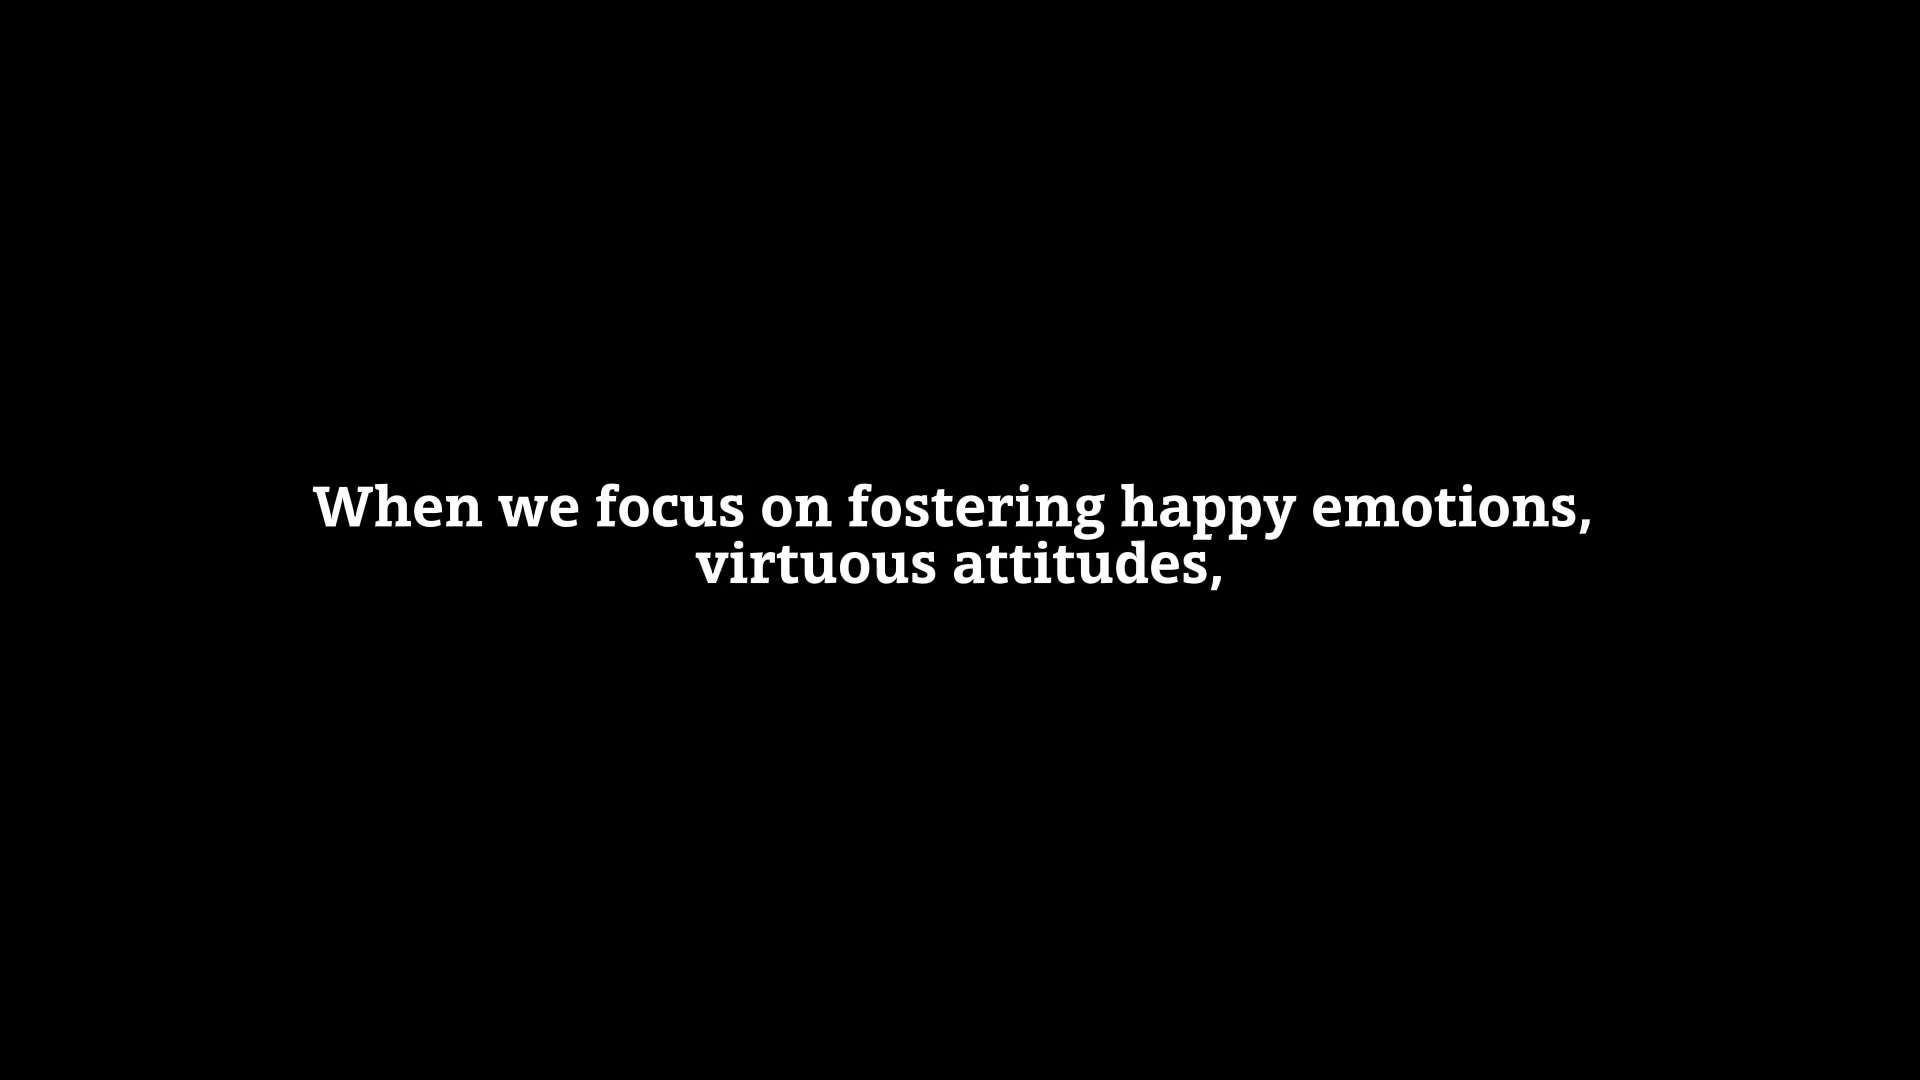 When we focus on fostering happy emotions,
virtuous attitudes,